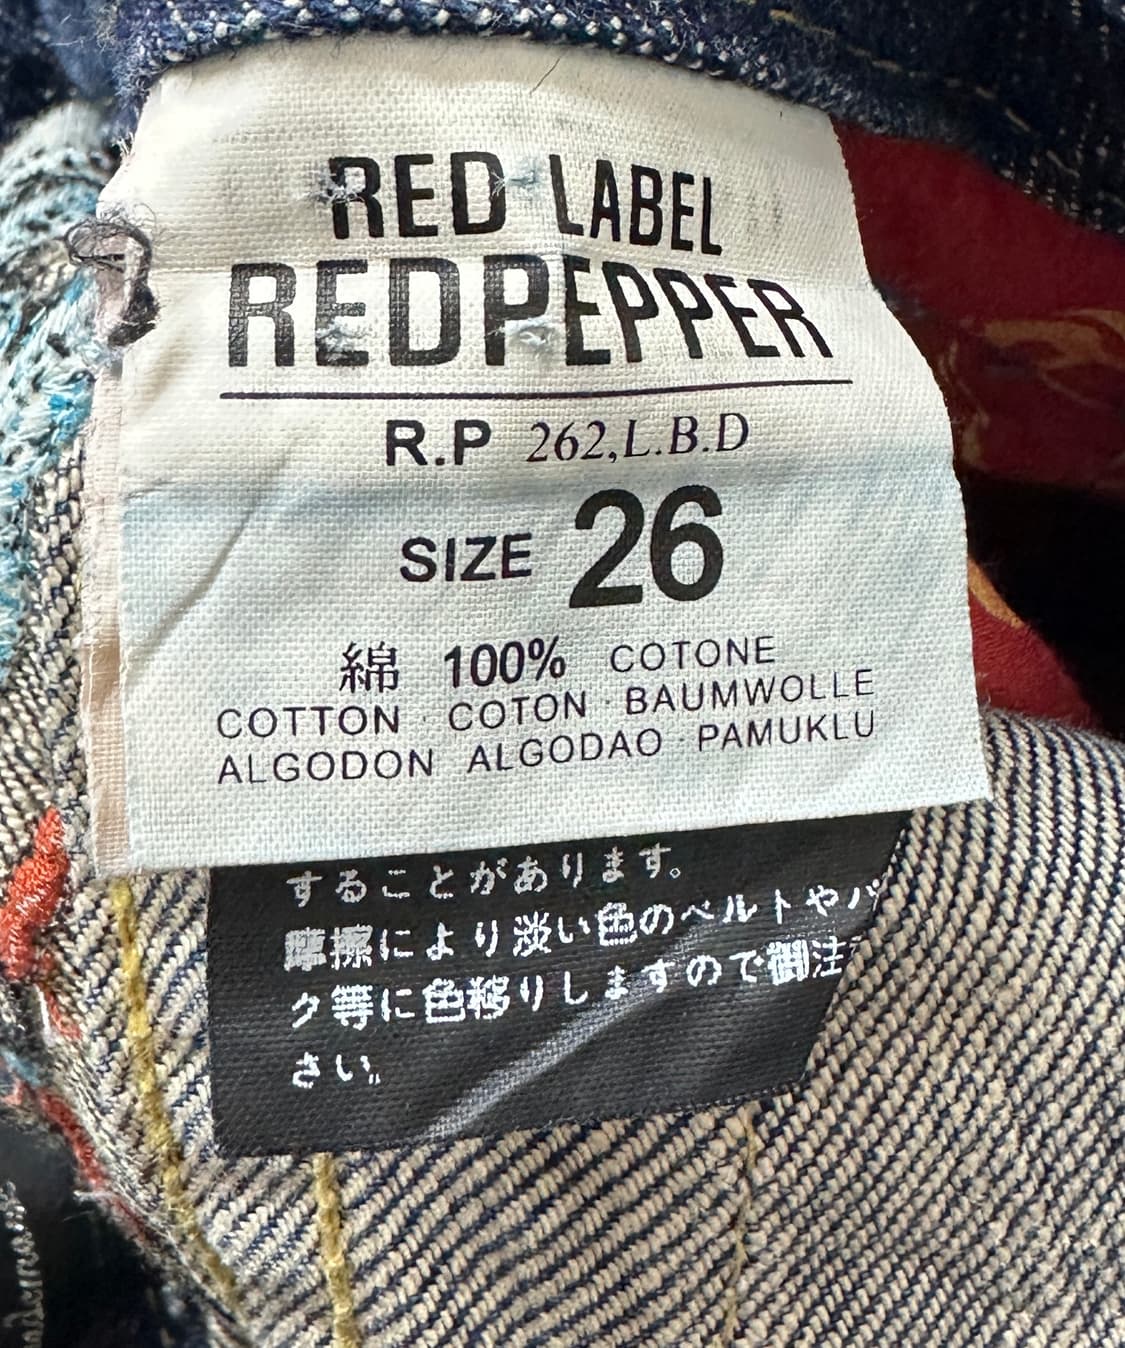 RED LABEL
REDPEPPER
R.P 262,L.B.D
SIZE 26
綿 100% COTONE
COTTON · COTON · BAUMWOLLE
ALGODON ALGODAO · PAMUKLU
することがあります。
摩擦により淡い色のベルトやバ
ク等に色移りしますので御注
さい。